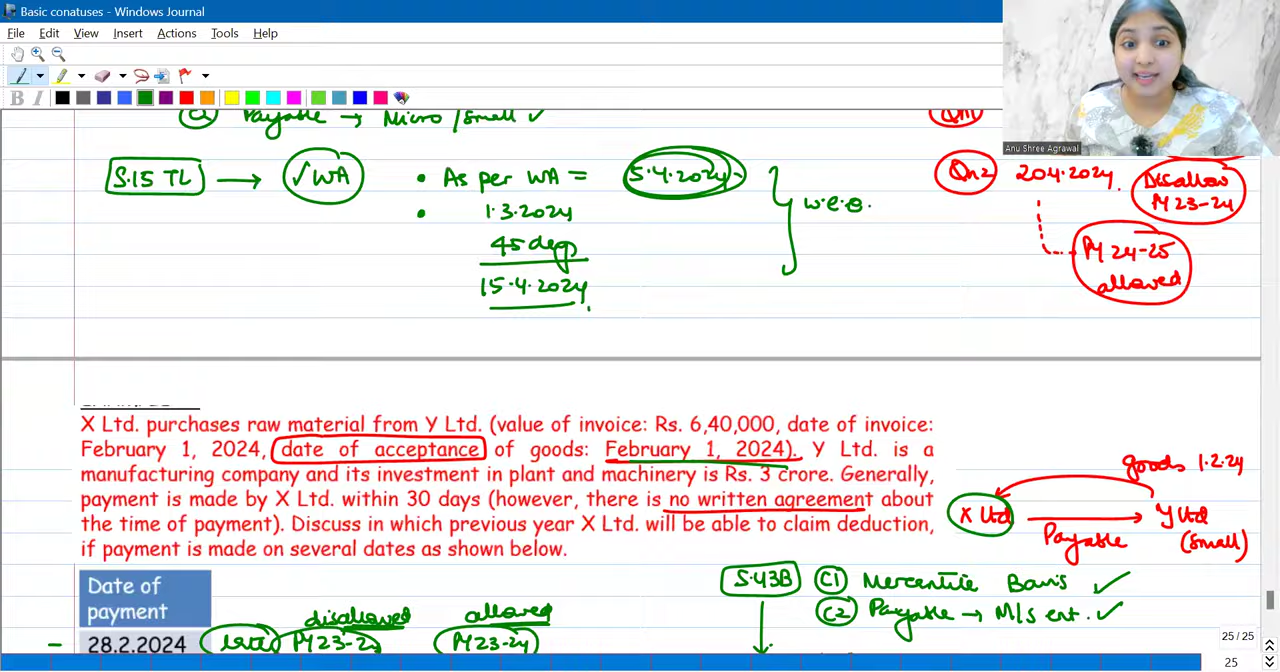 Basic conatuses - Windows Journal
File Edit View Insert Actions Tools Help
B I
Anu Shree Agrawal
C2 Payable → Micro/Small ✓
S.15 TL → ✓ WA
• As per WA = 5.4.2024
• 1.3.2024
45 days
15.4.2024
w.e.e.
Qn1
Qn2 20.4.2024
Disallow
PY 23-24
PY 24-25
allowed
X Ltd. purchases raw material from Y Ltd. (value of invoice: Rs. 6,40,000, date of invoice:
February 1, 2024, date of acceptance of goods: February 1, 2024). Y Ltd. is a
manufacturing company and its investment in plant and machinery is Rs. 3 crore. Generally,
payment is made by X Ltd. within 30 days (however, there is no written agreement about
the time of payment). Discuss in which previous year X Ltd. will be able to claim deduction,
if payment is made on several dates as shown below.
goods 1.2.24
X Ltd → Y Ltd
Payable (Small)
S.43B C1 Mercentile Basis ✓
C2 Payable → M/s ent. ✓
Date of
payment
disallowed allowed
28.2.2024 late PY 23-24 PY 23-24
25/25
25